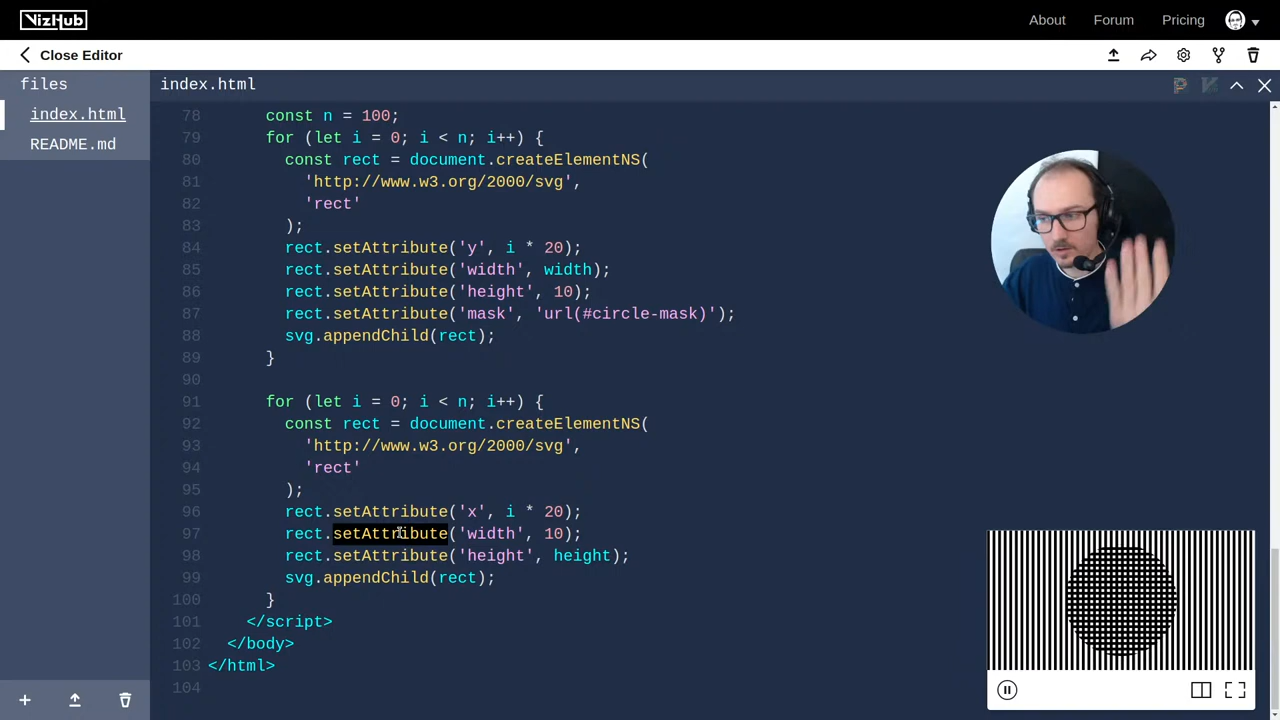 VizHub
About
Forum
Pricing
Close Editor
files
index.html
index.html
README.md
78 const n = 100;
79 for (let i = 0; i < n; i++) {
80 const rect = document.createElementNS(
81 'http://www.w3.org/2000/svg',
82 'rect'
83 );
84 rect.setAttribute('y', i * 20);
85 rect.setAttribute('width', width);
86 rect.setAttribute('height', 10);
87 rect.setAttribute('mask', 'url(#circle-mask)');
88 svg.appendChild(rect);
89 }
90
91 for (let i = 0; i < n; i++) {
92 const rect = document.createElementNS(
93 'http://www.w3.org/2000/svg',
94 'rect'
95 );
96 rect.setAttribute('x', i * 20);
97 rect.setAttribute('width', 10);
98 rect.setAttribute('height', height);
99 svg.appendChild(rect);
100 }
101 </script>
102 </body>
103 </html>
104